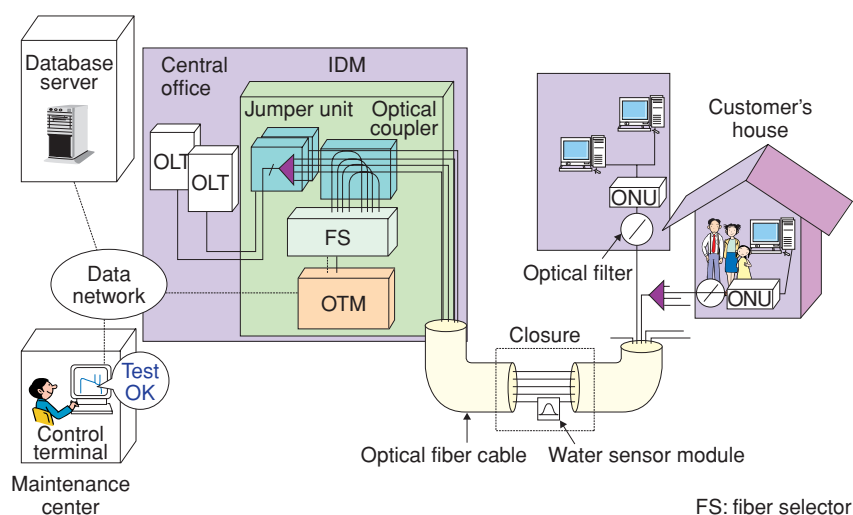 Database
server
Central
office
IDM
Jumper unit
Optical
coupler
OLT
OLT
FS
OTM
Data
network
Test
OK
Control
terminal
Maintenance
center
Customer's
house
ONU
Optical filter
ONU
Closure
Optical fiber cable
Water sensor module
FS: fiber selector